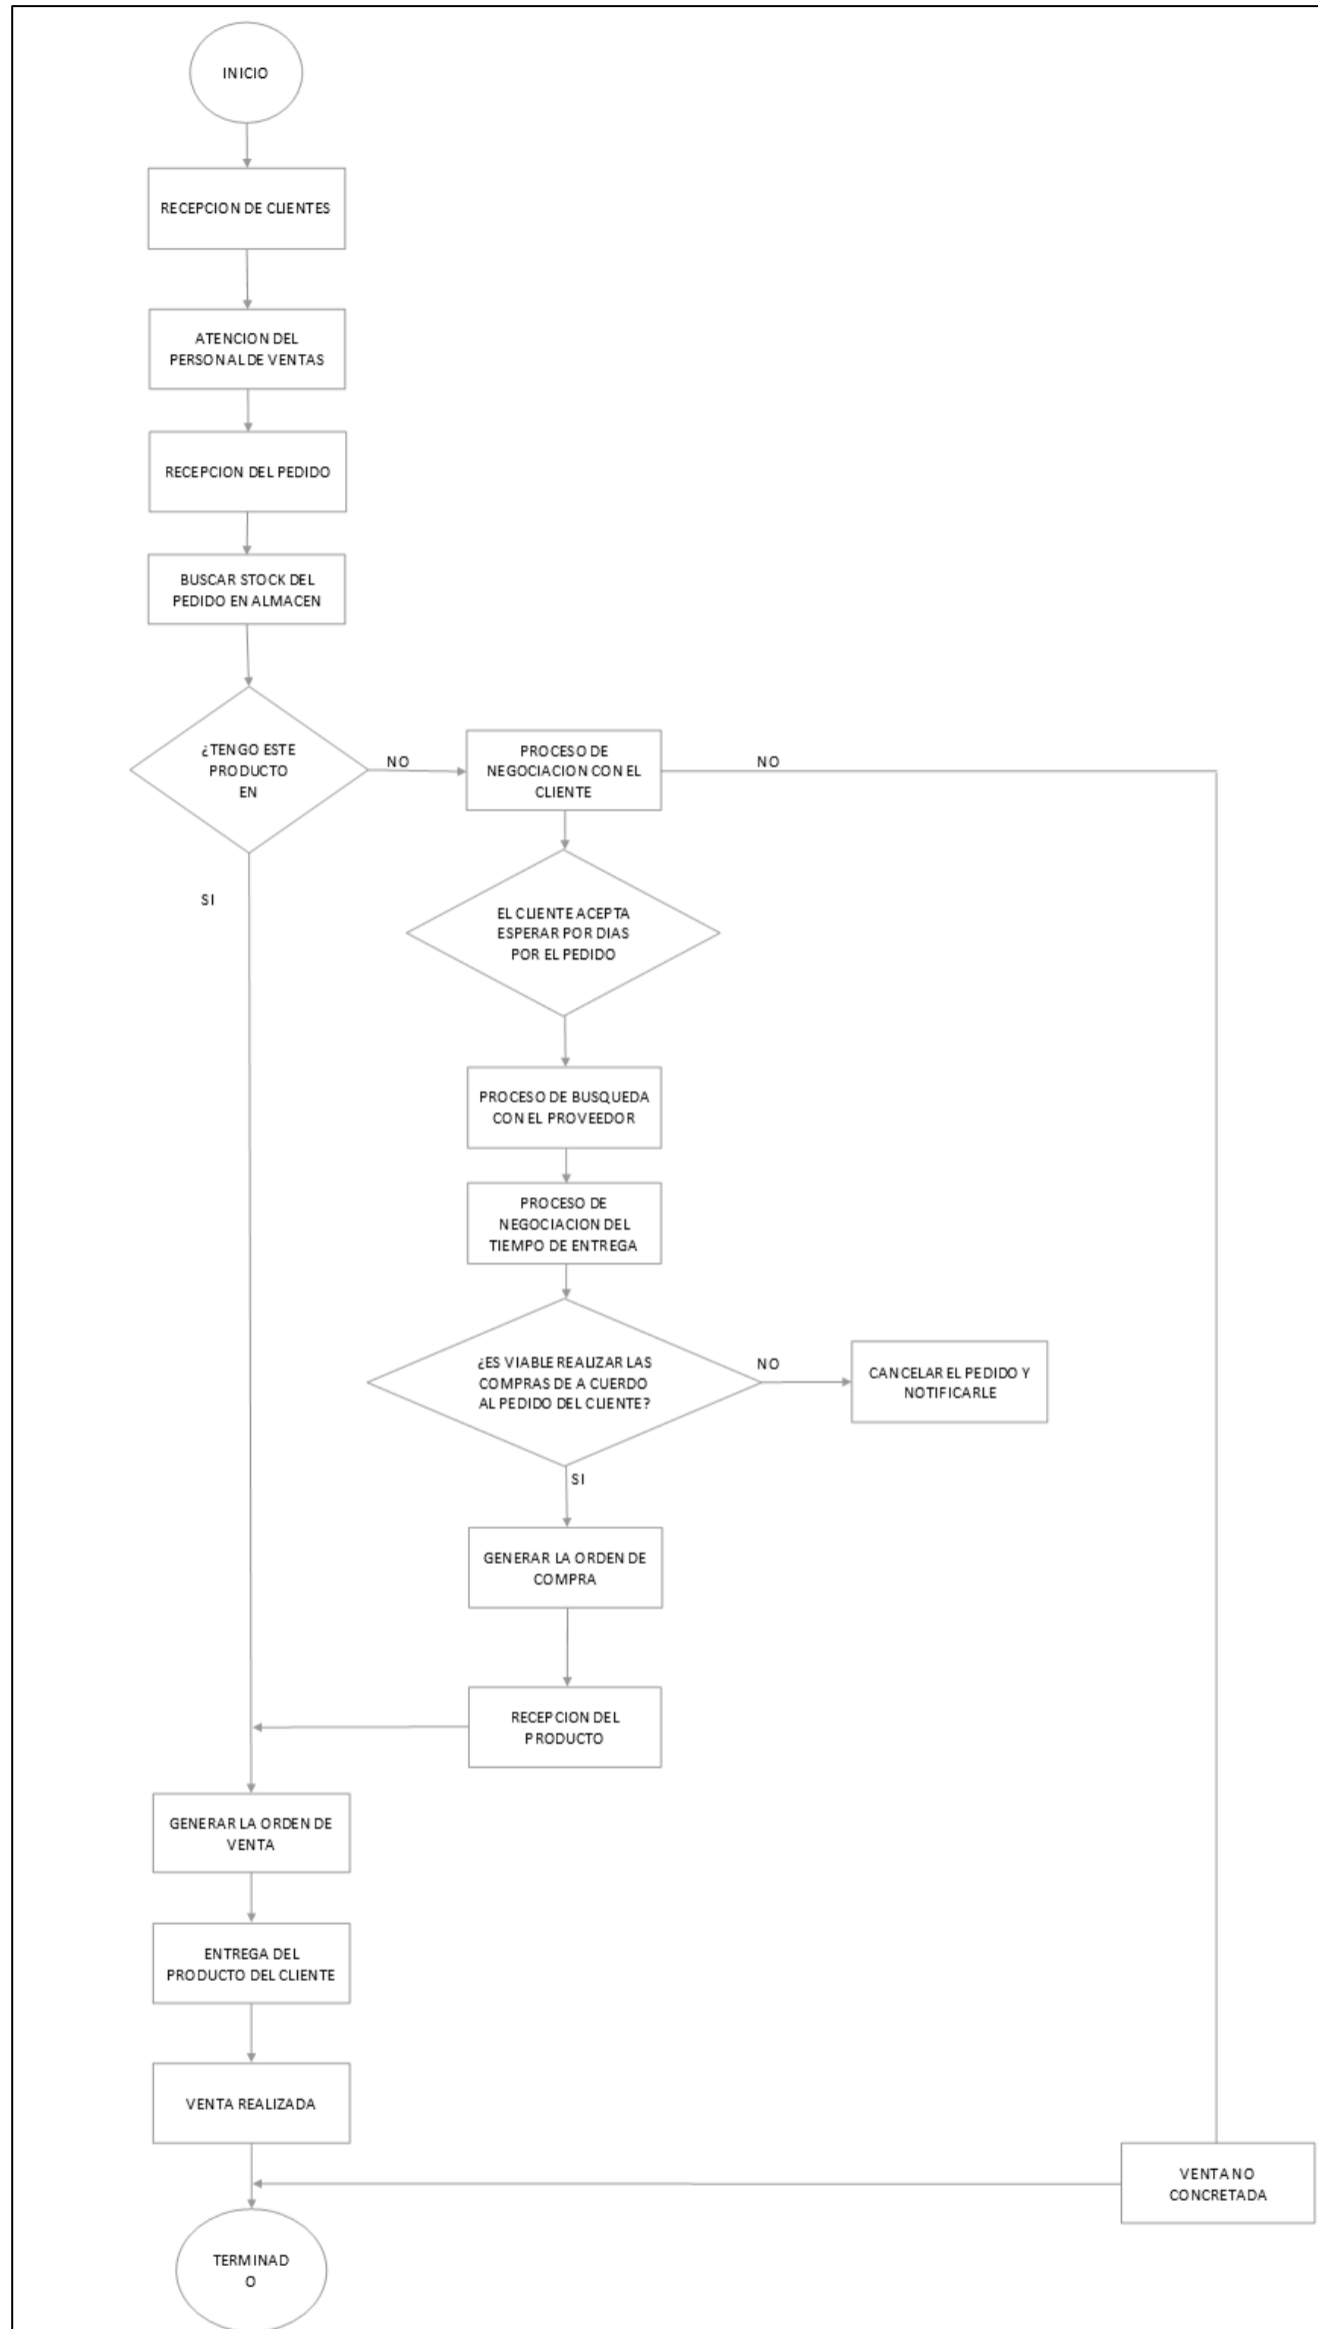 INICIO
RECEPCION DE CLIENTES
ATENCION DEL
PERSONAL DE VENTAS
RECEPCION DEL PEDIDO
BUSCAR STOCK DEL
PEDIDO EN ALMACEN
¿TENGO ESTE
PRODUCTO
EN
NO
PROCESO DE
NEGOCIACION CON EL
CLIENTE
NO
SI
EL CLIENTE ACEPTA
ESPERAR POR DIAS
POR EL PEDIDO
PROCESO DE BUSQUEDA
CON EL PROVEEDOR
PROCESO DE
NEGOCIACION DEL
TIEMPO DE ENTREGA
¿ES VIABLE REALIZAR LAS
COMPRAS DE A CUERDO
AL PEDIDO DEL CLIENTE?
NO
CANCELAR EL PEDIDO Y
NOTIFICARLE
SI
GENERAR LA ORDEN DE
COMPRA
RECEPCION DEL
PRODUCTO
GENERAR LA ORDEN DE
VENTA
ENTREGA DEL
PRODUCTO DEL CLIENTE
VENTA REALIZADA
VENTA NO
CONCRETADA
TERMINAD
O